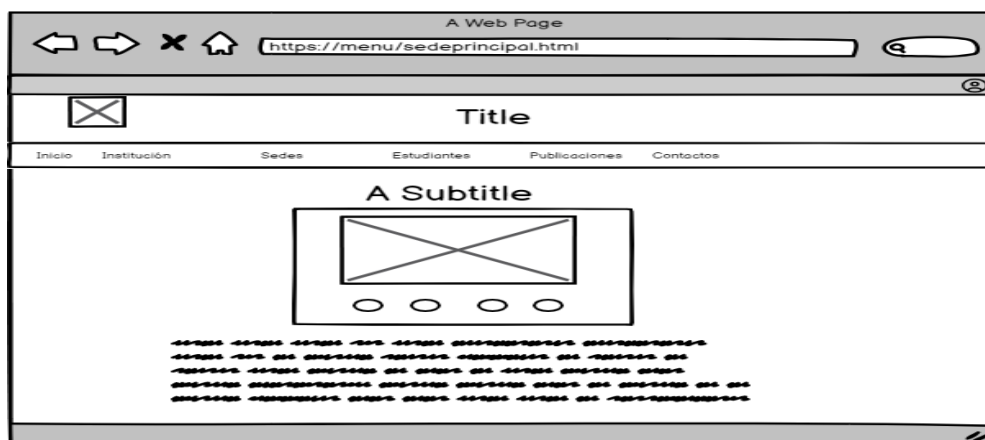 A Web Page
https://menu/sedeprincipal.html
Title
Inicio Institución Sedes Estudiantes Publicaciones Contactos
A Subtitle